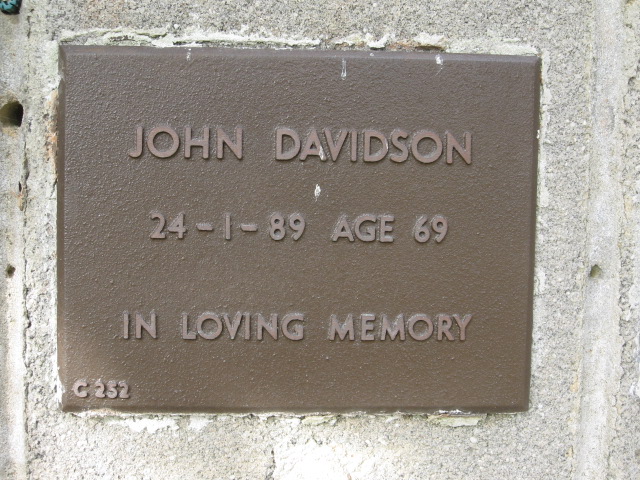 JOHN DAVIDSON
24-1-89 AGE 69
IN LOVING MEMORY
C 252